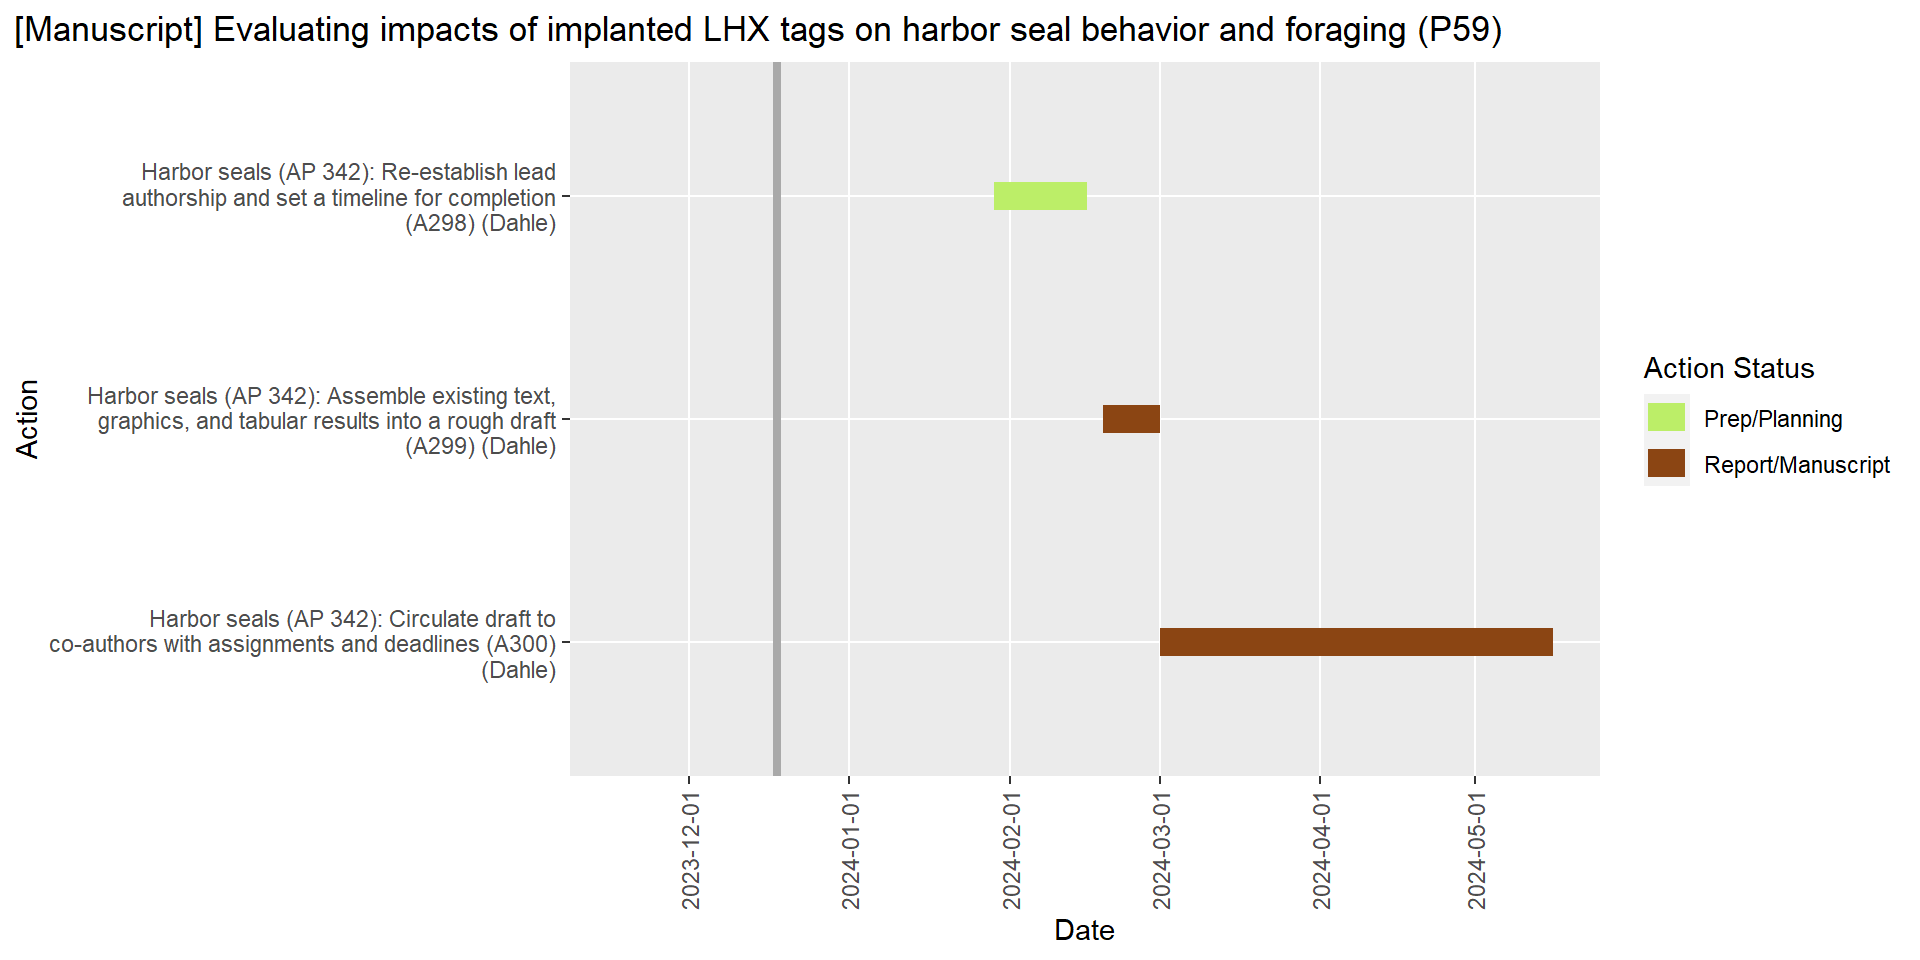 [Manuscript] Evaluating impacts of implanted LHX tags on harbor seal behavior and foraging (P59)
Action
Harbor seals (AP 342): Re-establish lead
authorship and set a timeline for completion
(A298) (Dahle)
Harbor seals (AP 342): Assemble existing text,
graphics, and tabular results into a rough draft
(A299) (Dahle)
Harbor seals (AP 342): Circulate draft to
co-authors with assignments and deadlines (A300)
(Dahle)
2023-12-01
2024-01-01
2024-02-01
2024-03-01
2024-04-01
2024-05-01
Date
Action Status
Prep/Planning
Report/Manuscript